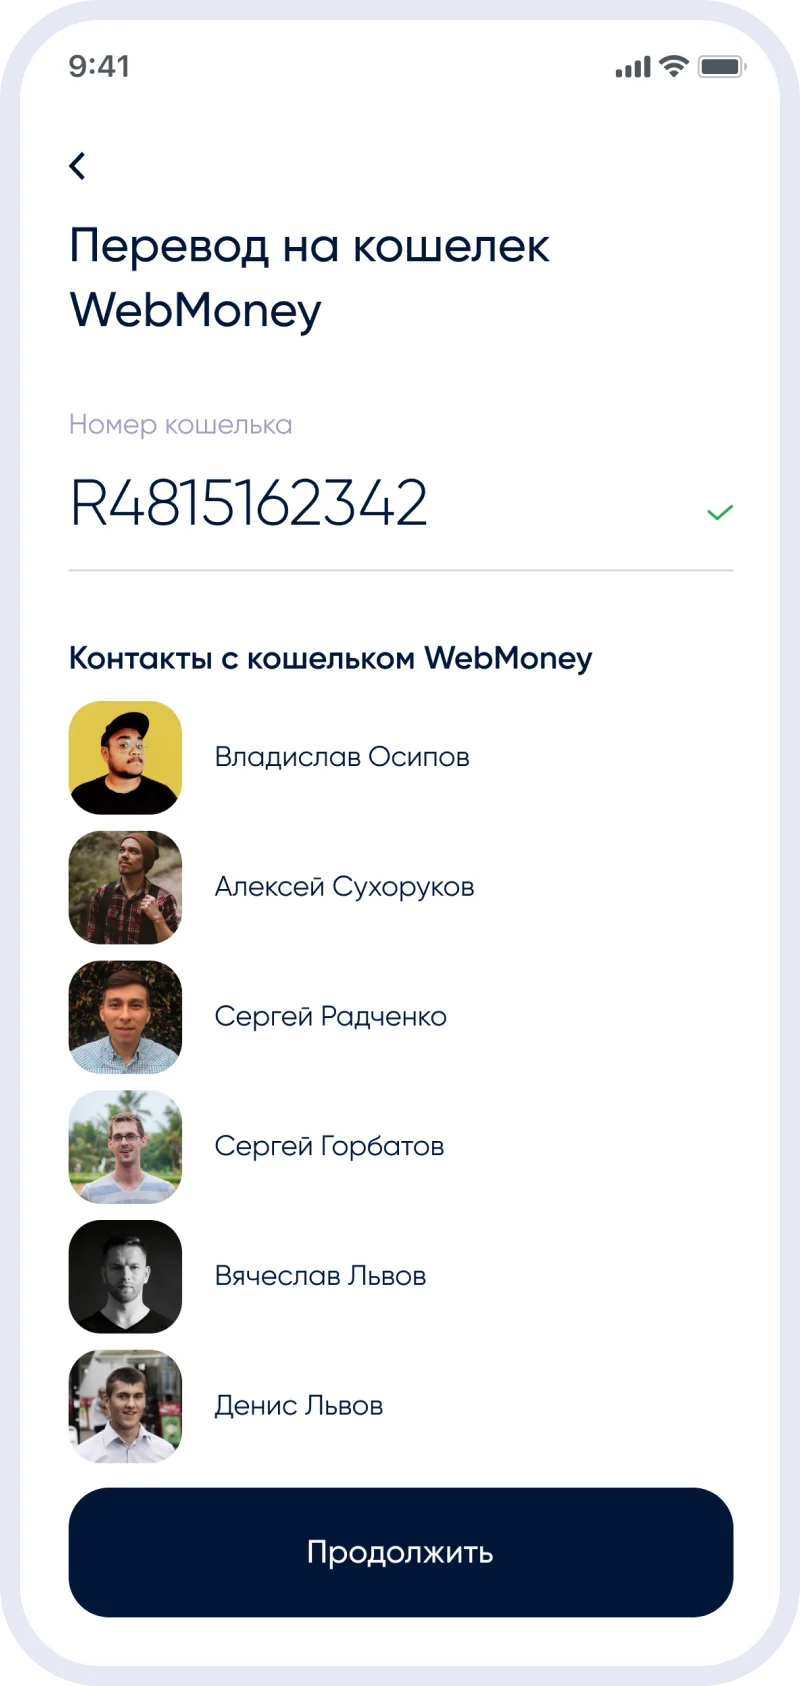 9:41
Перевод на кошелек
WebMoney
Номер кошелька
R4815162342
Контакты с кошельком WebMoney
Владислав Осипов
Алексей Сухоруков
Сергей Радченко
Сергей Горбатов
Вячеслав Львов
Денис Львов
Продолжить